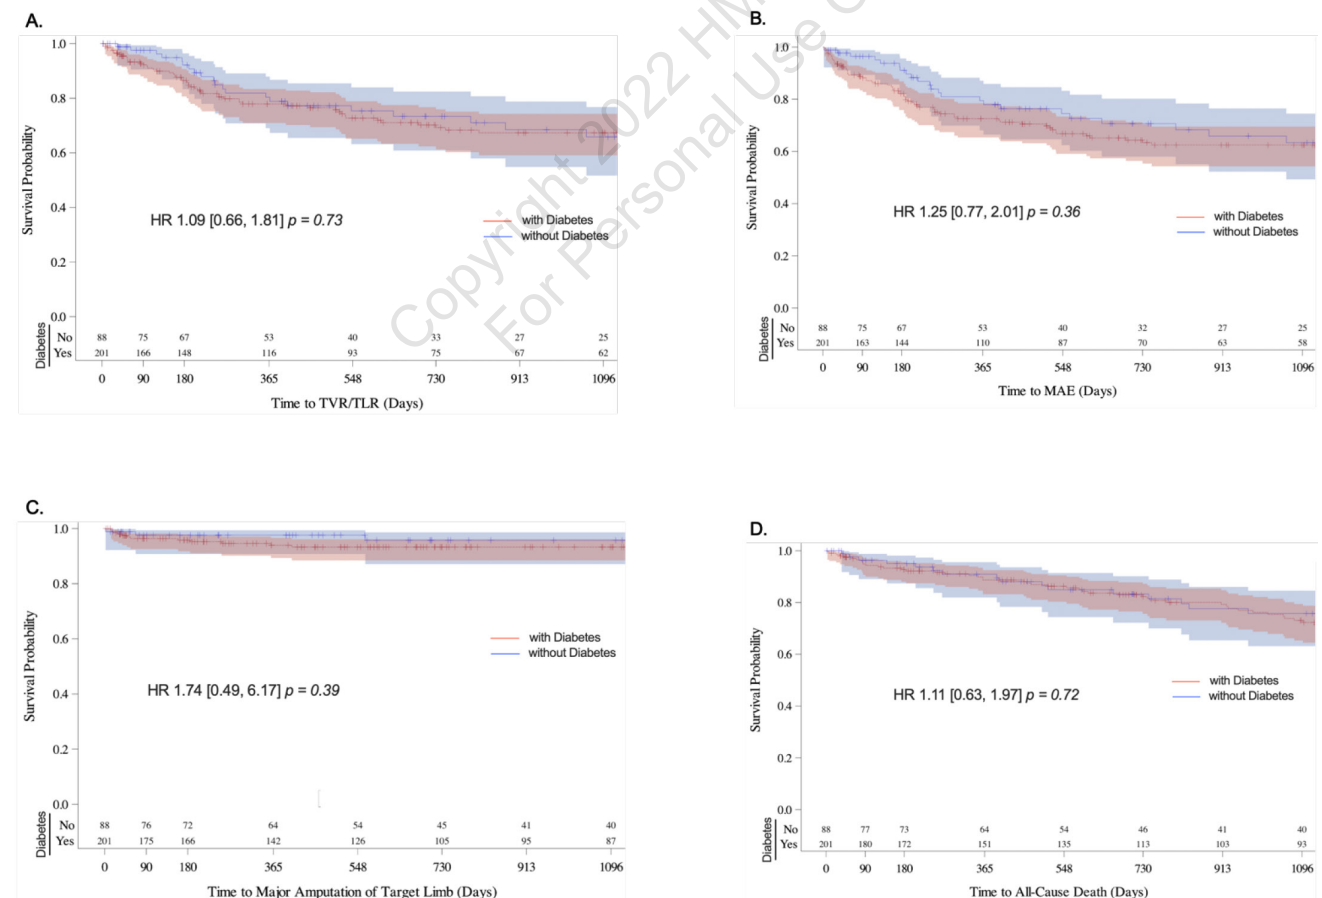 A.
1.0
0.8
0.6
0.4
0.2
0.0
Survival Probability
HR 1.09 [0.66, 1.81] p = 0.73
with Diabetes
without Diabetes
Diabetes
No 88 75 67 53 40 33 27 25
Yes 201 166 148 116 93 75 67 62
0 90 180 365 548 730 913 1096
Time to TVR/TLR (Days)
B.
1.0
0.8
0.6
0.4
0.2
0.0
Survival Probability
HR 1.25 [0.77, 2.01] p = 0.36
with Diabetes
without Diabetes
Diabetes
No 88 75 67 53 40 32 27 25
Yes 201 163 144 110 87 70 63 58
0 90 180 365 548 730 913 1096
Time to MAE (Days)
Copyright 2022 HM
For Personal Use
C.
1.0
0.8
0.6
0.4
0.2
0.0
Survival Probability
HR 1.74 [0.49, 6.17] p = 0.39
with Diabetes
without Diabetes
Diabetes
No 88 76 72 64 54 45 41 40
Yes 201 175 166 142 126 105 95 87
0 90 180 365 548 730 913 1096
Time to Major Amputation of Target Limb (Days)
D.
1.0
0.8
0.6
0.4
0.2
0.0
Survival Probability
HR 1.11 [0.63, 1.97] p = 0.72
with Diabetes
without Diabetes
Diabetes
No 88 77 73 64 54 46 41 40
Yes 201 180 172 151 135 113 103 93
0 90 180 365 548 730 913 1096
Time to All-Cause Death (Days)